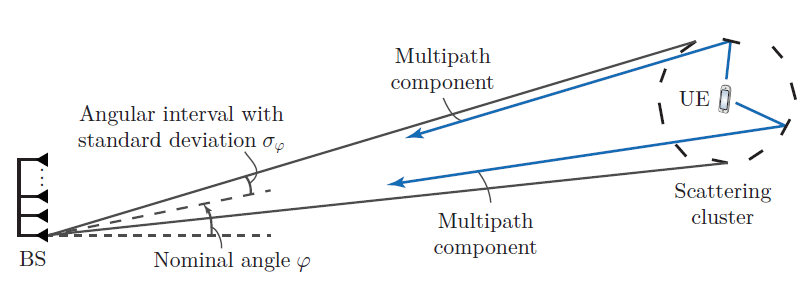 Multipath
component
Angular interval with
standard deviation σφ
UE
Scattering
cluster
Multipath
component
BS
Nominal angle φ